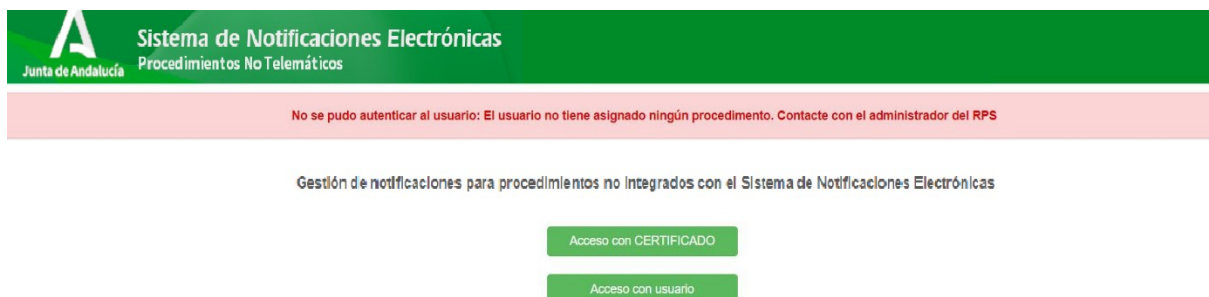 Sistema de Notificaciones Electrónicas
Junta de Andalucía Procedimientos No Telemáticos
No se pudo autenticar al usuario: El usuario no tiene asignado ningún procedimento. Contacte con el administrador del RPS
Gestión de notificaciones para procedimientos no integrados con el Sistema de Notificaciones Electrónicas
Acceso con CERTIFICADO
Acceso con usuario